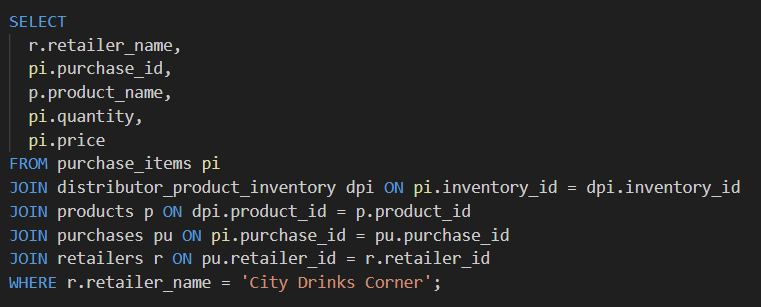 SELECT
r.retailer_name,
pi.purchase_id,
p.product_name,
pi.quantity,
pi.price
FROM purchase_items pi
JOIN distributor_product_inventory dpi ON pi.inventory_id = dpi.inventory_id
JOIN products p ON dpi.product_id = p.product_id
JOIN purchases pu ON pi.purchase_id = pu.purchase_id
JOIN retailers r ON pu.retailer_id = r.retailer_id
WHERE r.retailer_name = 'City Drinks Corner';